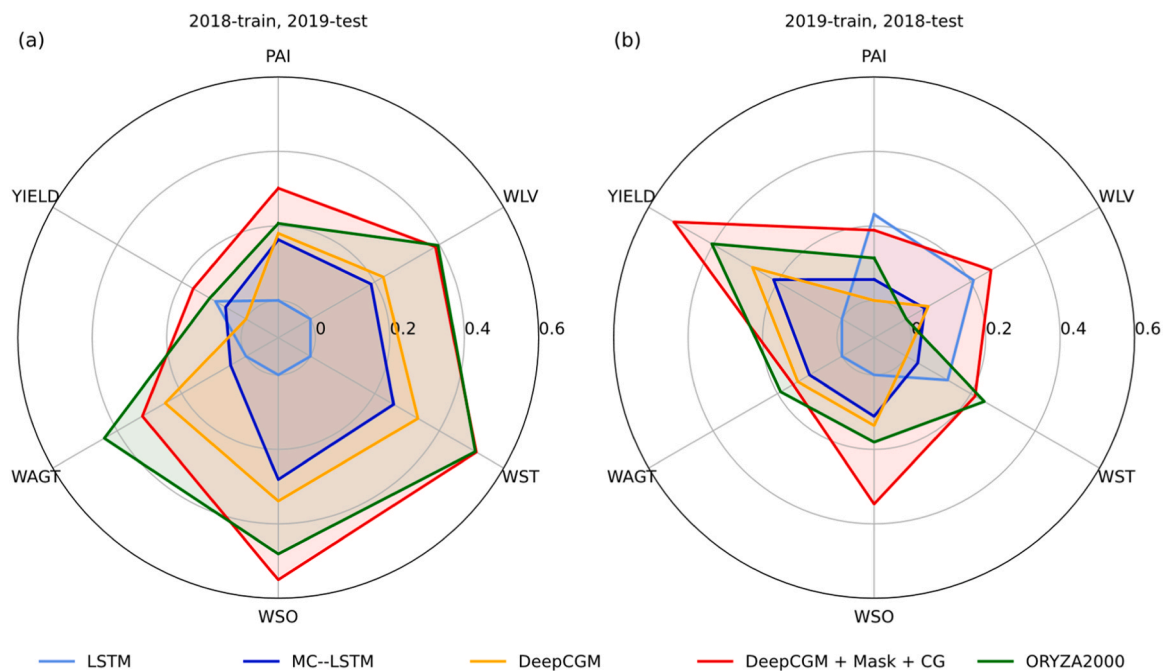 2018-train, 2019-test
2019-train, 2018-test
(a)
(b)
PAI
PAI
YIELD
WLV
YIELD
WLV
0 0.2 0.4 0.6
0.2 0.4 0.6
WAGT
WST
WAGT
WST
WSO
WSO
LSTM MC--LSTM DeepCGM DeepCGM + Mask + CG ORYZA2000